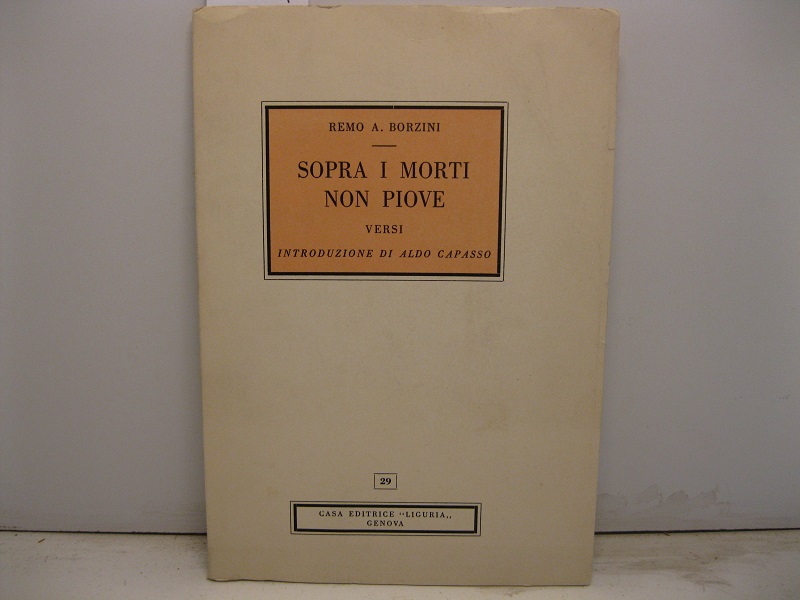 REMO A. BORZINI
SOPRA I MORTI
NON PIOVE
VERSI
INTRODUZIONE DI ALDO CAPASSO
29
CASA EDITRICE “LIGURIA„
GENOVA